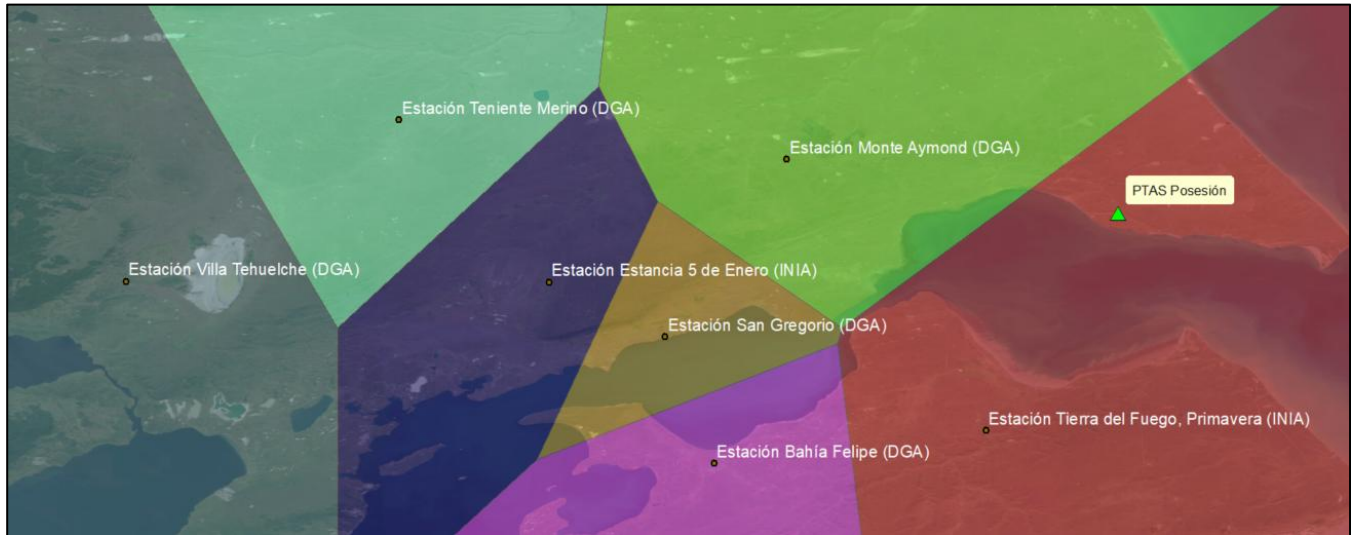 Estación Teniente Merino (DGA)
Estación Monte Aymond (DGA)
PTAS Posesión
Estación Villa Tehuelche (DGA)
Estación Estancia 5 de Enero (INIA)
Estación San Gregorio (DGA)
Estación Tierra del Fuego, Primavera (INIA)
Estación Bahía Felipe (DGA)